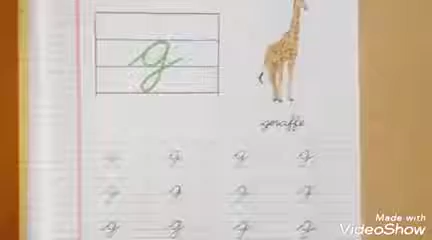 g
giraffe
g g g g
g g g g
g g g g
Made with
VideoShow